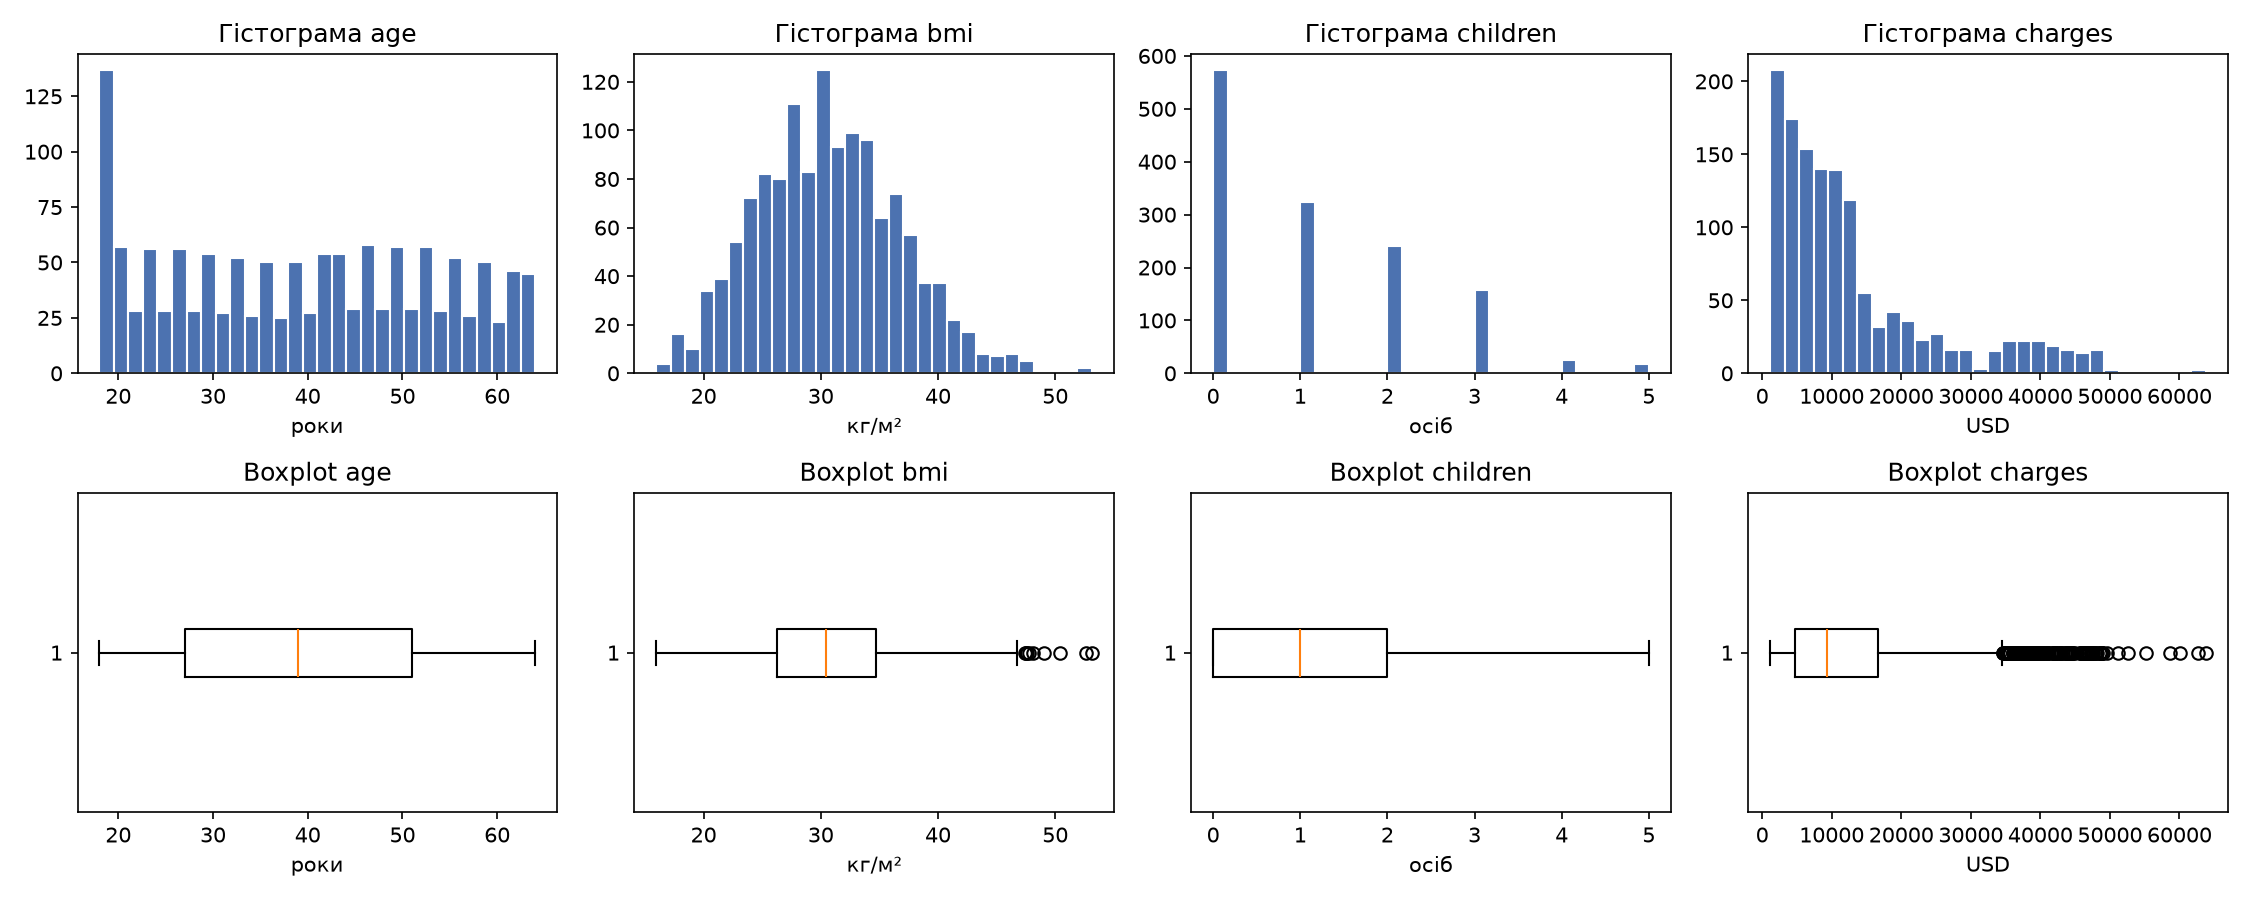 Гістограма age
Гістограма bmi
Гістограма children
Гістограма charges
125
100
75
50
25
0
20 30 40 50 60
роки
120
100
80
60
40
20
0
20 30 40 50
кг/м²
600
500
400
300
200
100
0
0 1 2 3 4 5
осіб
200
150
100
50
0
0 10000 20000 30000 40000 50000 60000
USD
Boxplot age
Boxplot bmi
Boxplot children
Boxplot charges
1
20 30 40 50 60
роки
1
20 30 40 50
кг/м²
1
0 1 2 3 4 5
осіб
1
0 10000 20000 30000 40000 50000 60000
USD